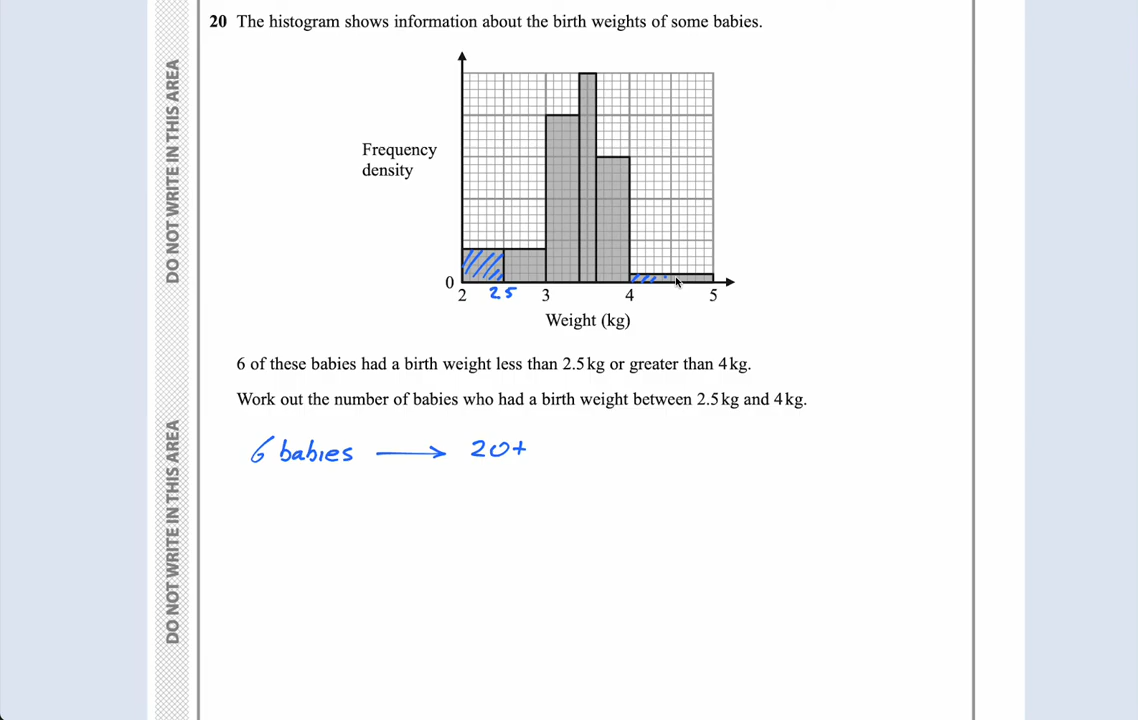 20 The histogram shows information about the birth weights of some babies.
DO NOT WRITE IN THIS AREA
Frequency
density
0
2 2 5 3 4 5
Weight (kg)
6 of these babies had a birth weight less than 2.5 kg or greater than 4 kg.
Work out the number of babies who had a birth weight between 2.5 kg and 4 kg.
DO NOT WRITE IN THIS AREA
6 babies → 20+